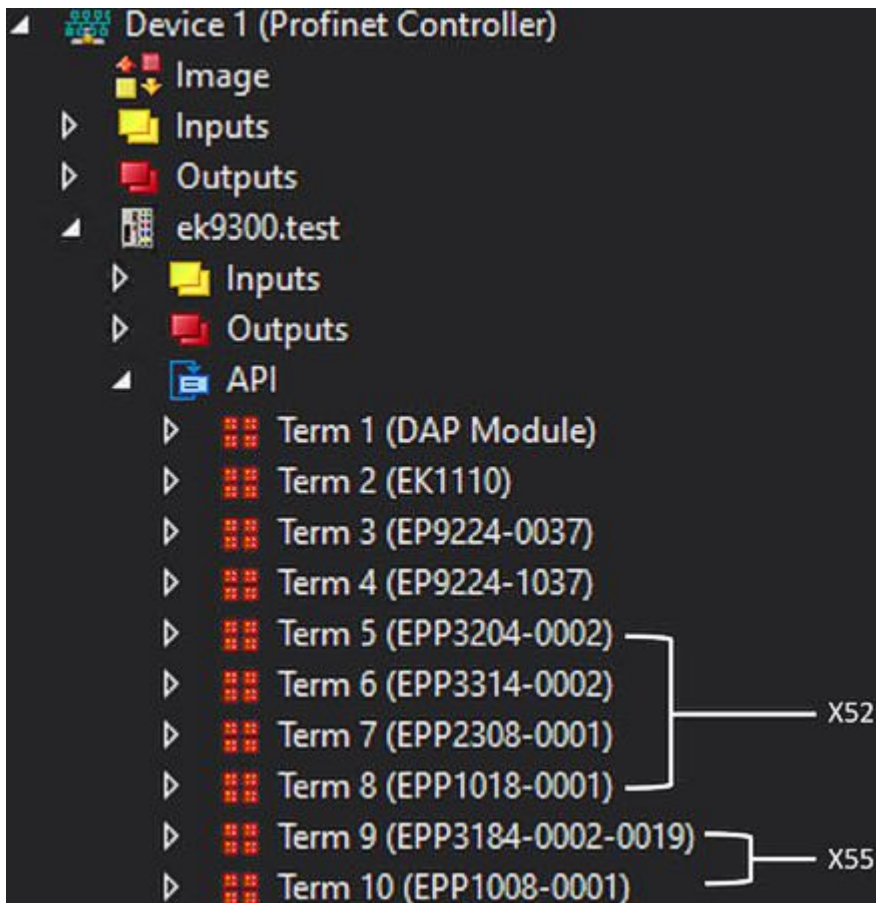 Device 1 (Profinet Controller)
Image
Inputs
Outputs
ek9300.test
Inputs
Outputs
API
Term 1 (DAP Module)
Term 2 (EK1110)
Term 3 (EP9224-0037)
Term 4 (EP9224-1037)
Term 5 (EPP3204-0002)
Term 6 (EPP3314-0002)
X52
Term 7 (EPP2308-0001)
Term 8 (EPP1018-0001)
Term 9 (EPP3184-0002-0019)
X55
Term 10 (EPP1008-0001)